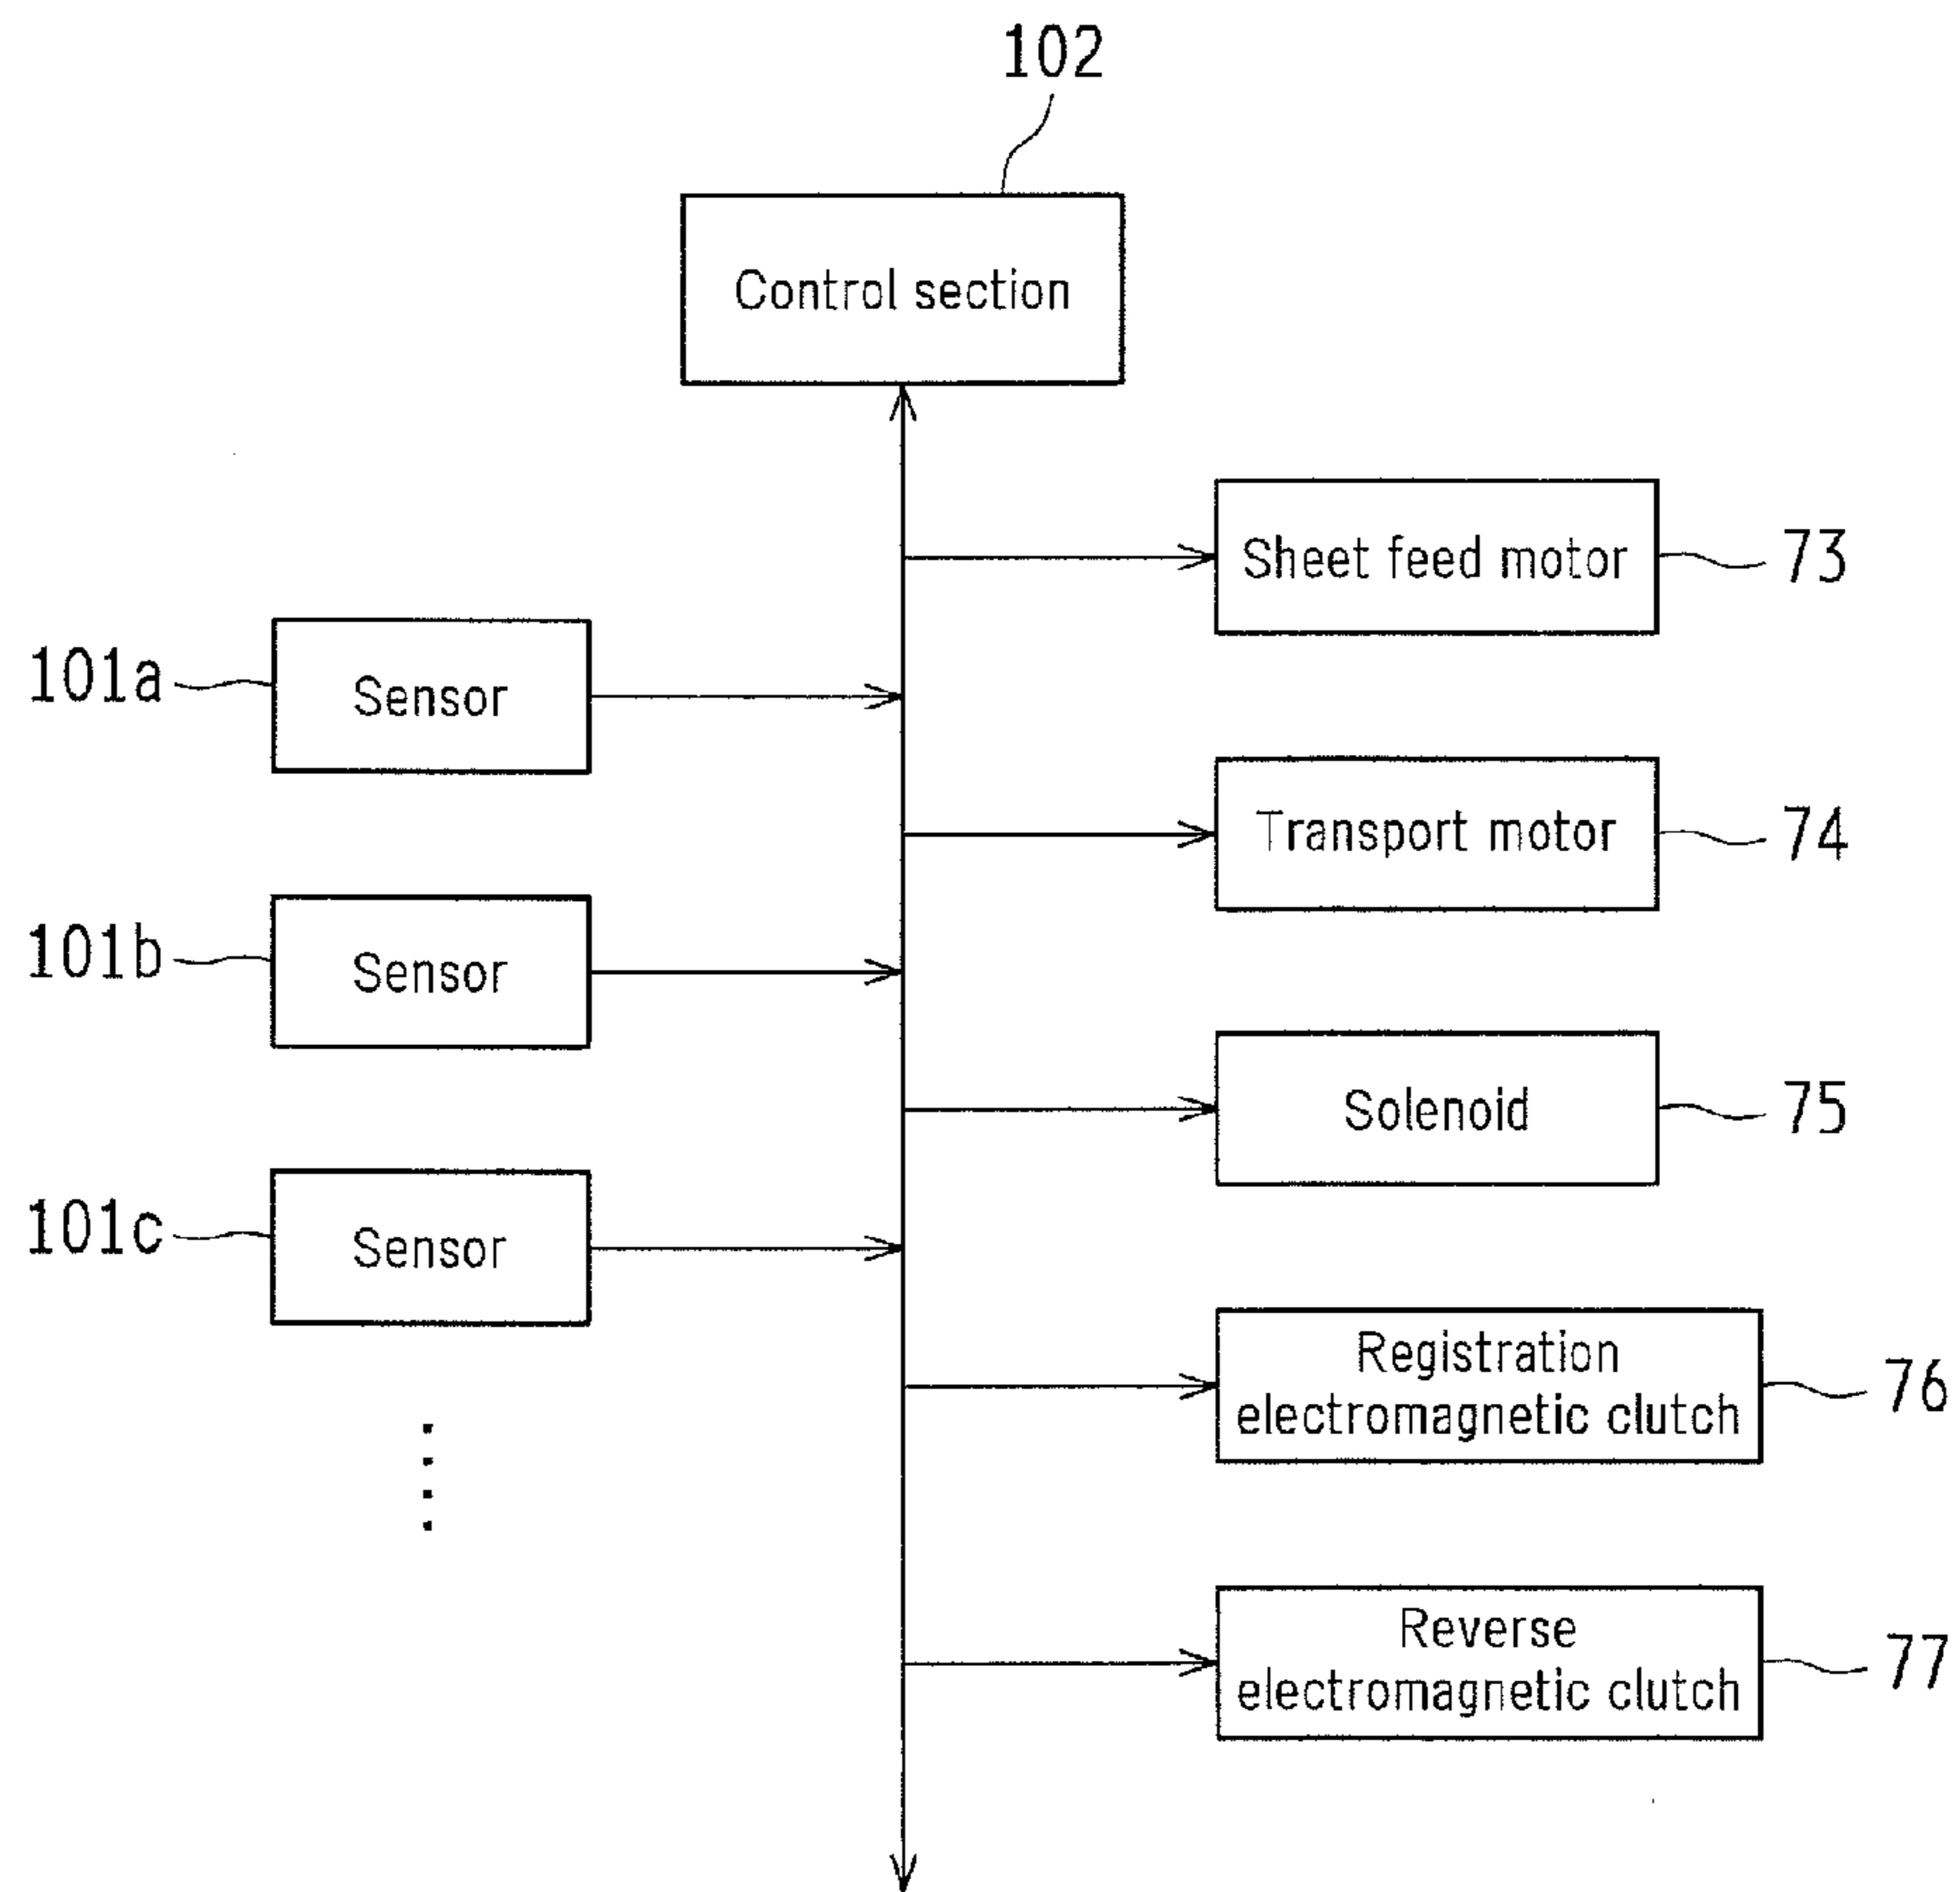 102
Control section
Sheet feed motor
73
101a
Sensor
Transport motor
74
101b
Sensor
Solenoid
75
101c
Sensor
Registration
electromagnetic clutch
76
Reverse
electromagnetic clutch
77